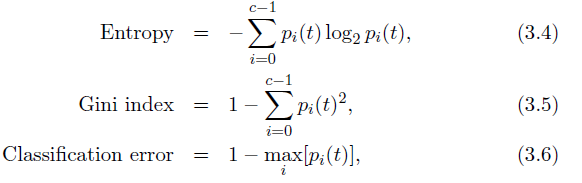 Entropy = −∑_{i=0}^{c−1} p_i(t) log_2 p_i(t), (3.4)
Gini index = 1 − ∑_{i=0}^{c−1} p_i(t)^2, (3.5)
Classification error = 1 − max_i[p_i(t)], (3.6)